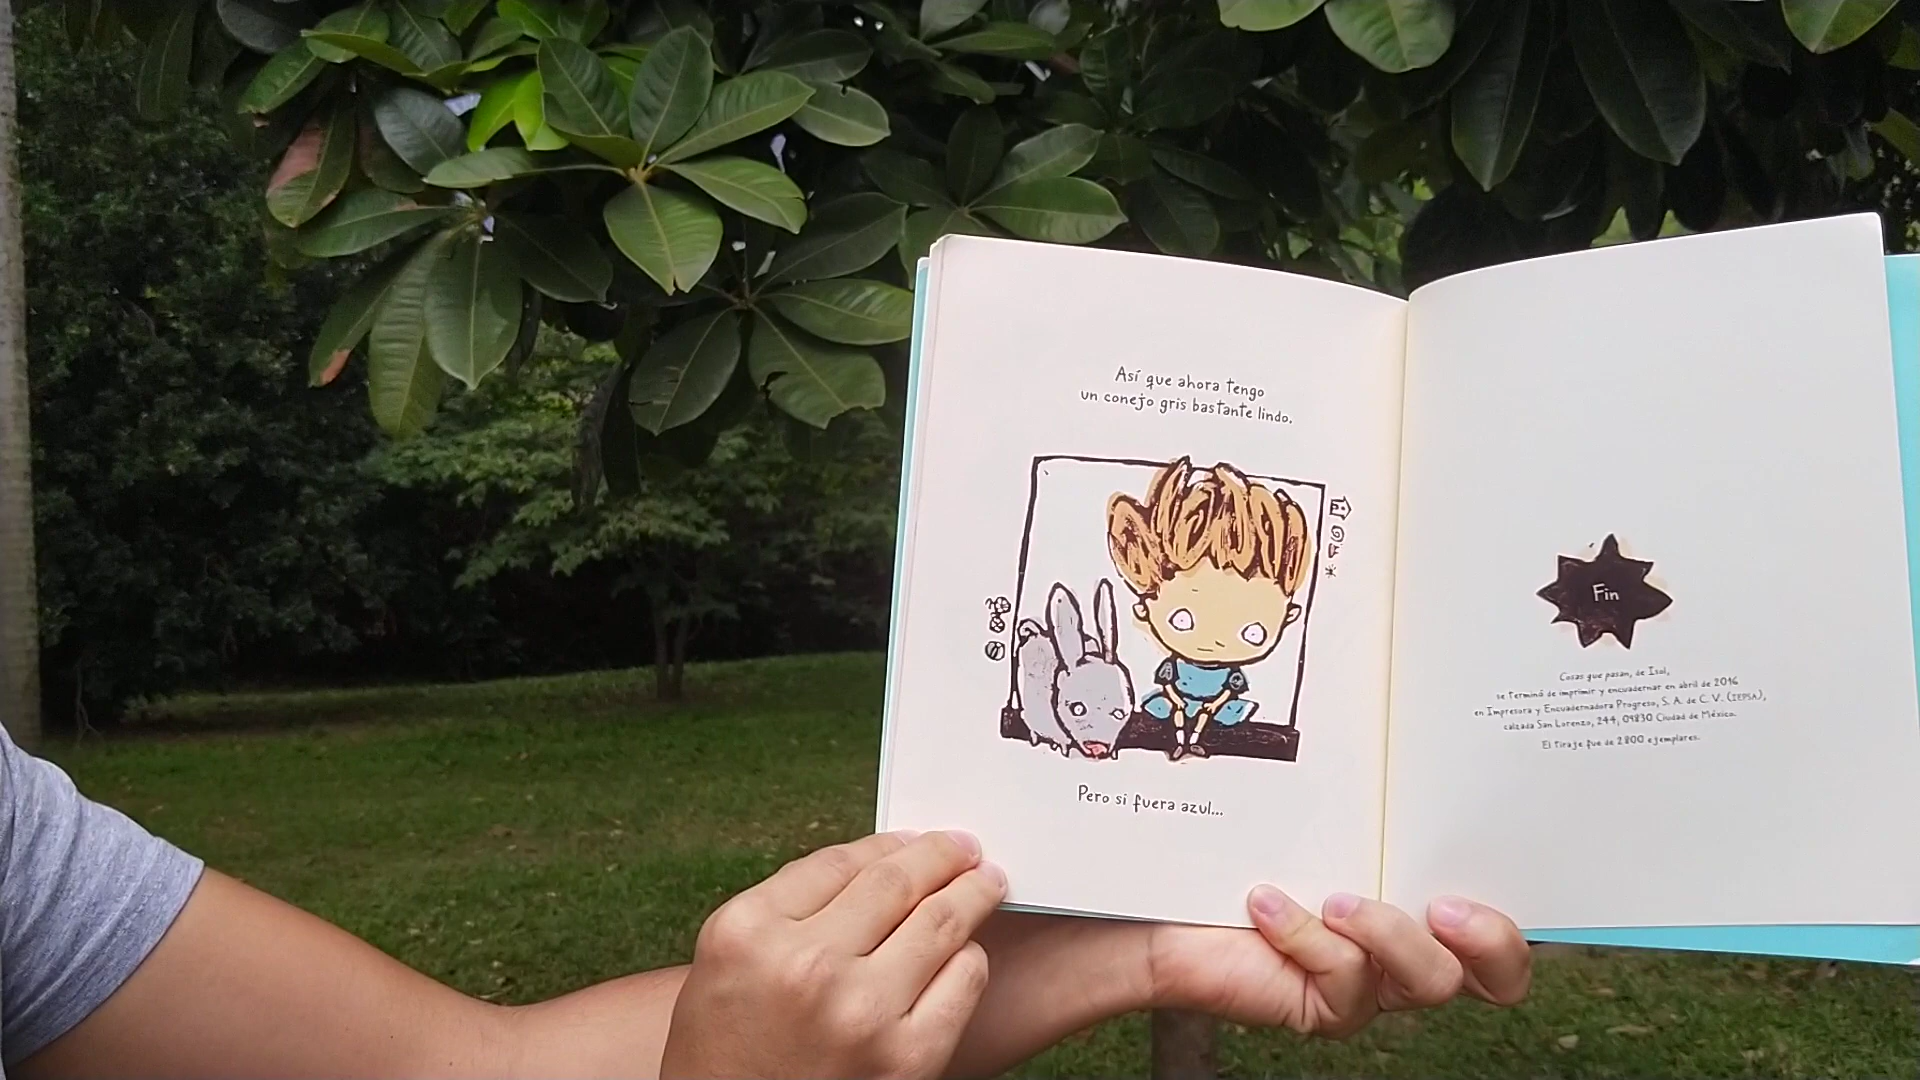 Así que ahora tengo
un conejo gris bastante lindo.
Pero si fuera azul...
Fin
Cosas que pasan, de Isol,
se terminó de imprimir y encuadernar en abril de 2016
en Impresora y Encuadernadora Progreso, S. A. de C. V. (IEPSA),
calzada San Lorenzo, 244, 09830 Ciudad de México.
El tiraje fue de 2800 ejemplares.